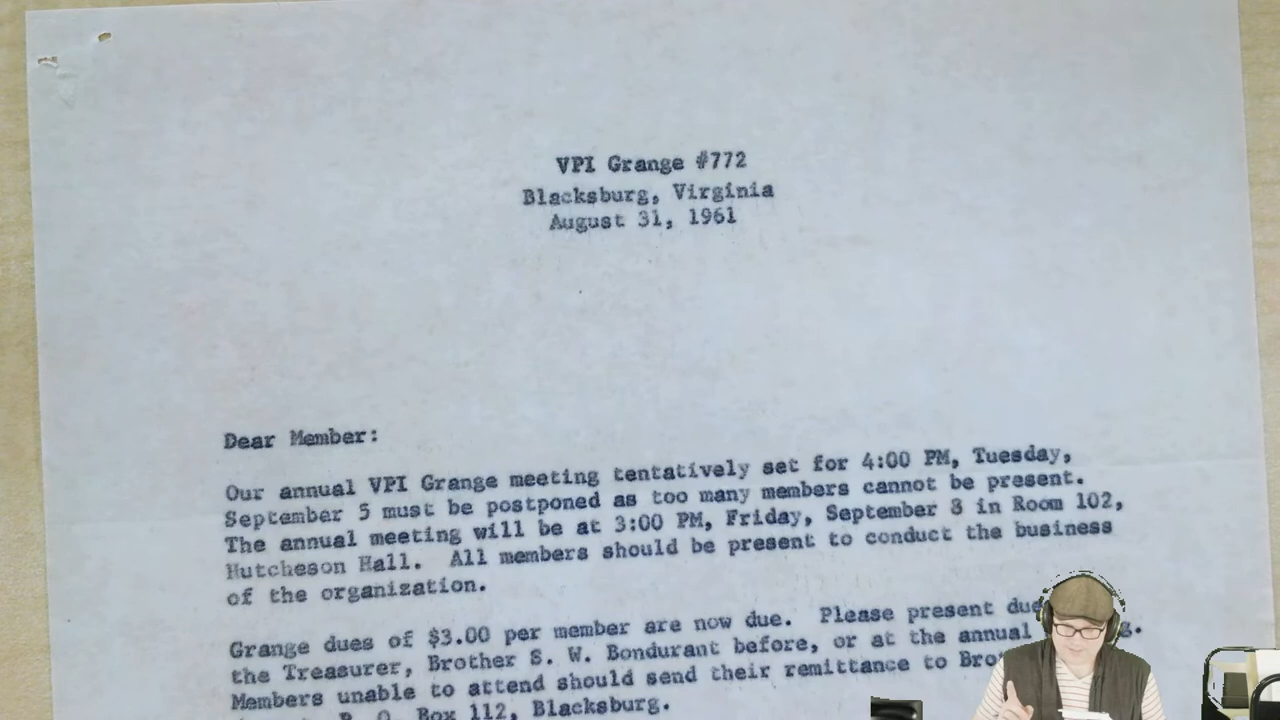 VPI Grange #772
Blacksburg, Virginia
August 31, 1961
Dear Member:
Our annual VPI Grange meeting tentatively set for 4:00 PM, Tuesday,
September 5 must be postponed as too many members cannot be present.
The annual meeting will be at 3:00 PM, Friday, September 8 in Room 102,
Hutcheson Hall. All members should be present to conduct the business
of the organization.
Grange dues of $3.00 per member are now due. Please present
the Treasurer, Brother S. W. Bondurant before, or at the annual
Members unable to attend should send their remittance to
P. O. Box 112, Blacksburg.